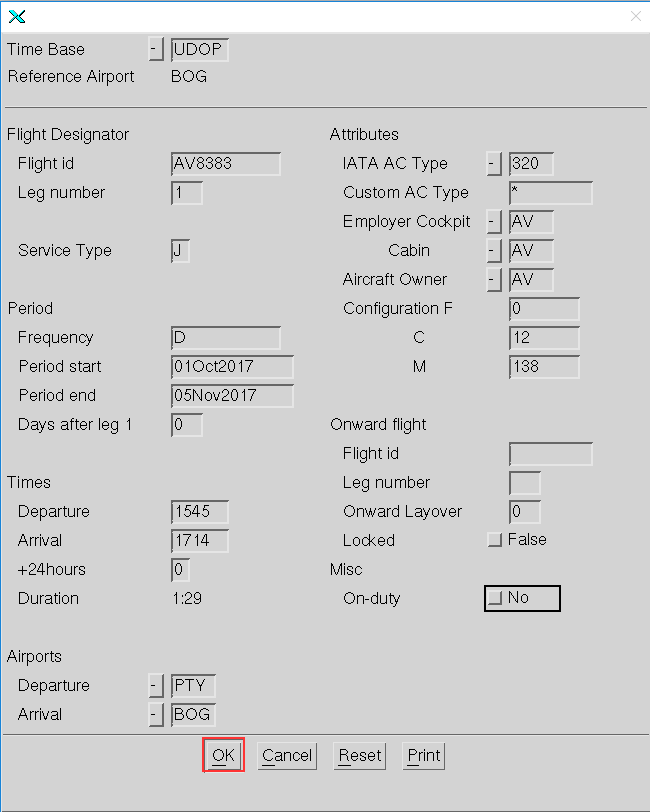 Time Base - UDOP
Reference Airport BOG
Flight Designator
Flight id AV8383
Leg number 1
Service Type J
Period
Frequency D
Period start 01Oct2017
Period end 05Nov2017
Days after leg 1 0
Times
Departure 1545
Arrival 1714
+24hours 0
Duration 1:29
Airports
Departure - PTY
Arrival - BOG
Attributes
IATA AC Type - 320
Custom AC Type *
Employer Cockpit - AV
Cabin - AV
Aircraft Owner - AV
Configuration F 0
C 12
M 138
Onward flight
Flight id
Leg number
Onward Layover 0
Locked False
Misc
On-duty No
OK Cancel Reset Print